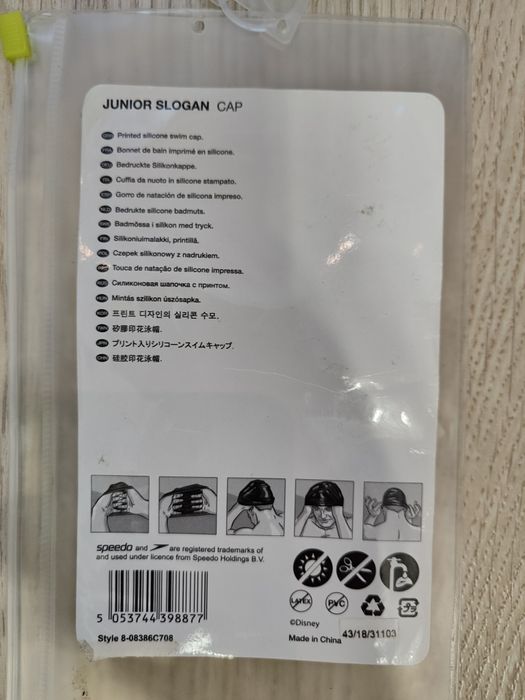 JUNIOR SLOGAN CAP
Printed silicone swim cap.
Bonnet de bain imprimé en silicone.
Bedruckte Silikonkappe.
Cuffia da nuoto in silicone stampato.
Gorro de natación de silicona impreso.
Bedrukte silicone badmuts.
Badmössa i silikon med tryck.
Silikoniuimalakki, printillä.
Czepek silikonowy z nadrukiem.
Touca de natação de silicone impressa.
Силиконовая шапочка с принтом.
Mintás szilikon úszósapka.
프린트 디자인의 실리콘 수모.
矽膠印花泳帽.
プリント入りシリコーンスイムキャップ.
硅胶印花泳帽.
speedo and are registered trademarks of
and used under licence from Speedo Holdings B.V.
LATEX PVC
5 053744 398877
©Disney
Style 8-08386C708
Made in China 43/18/31103